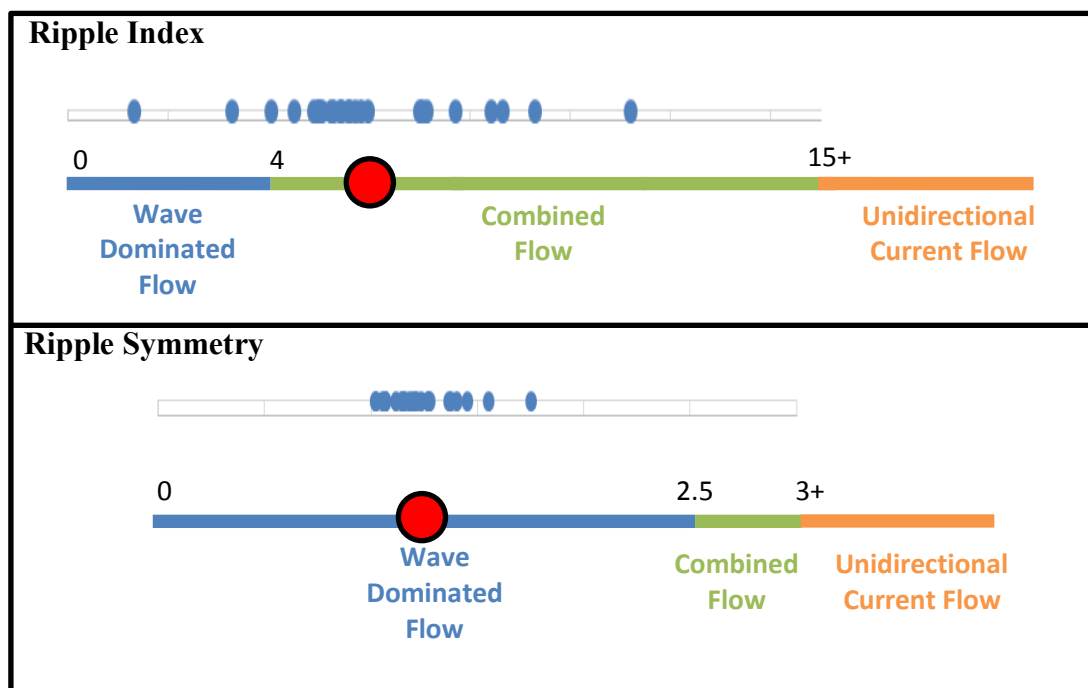 Ripple Index
0
4
15+
Wave
Dominated
Flow
Combined
Flow
Unidirectional
Current Flow
Ripple Symmetry
0
2.5
3+
Wave
Dominated
Flow
Combined
Flow
Unidirectional
Current Flow